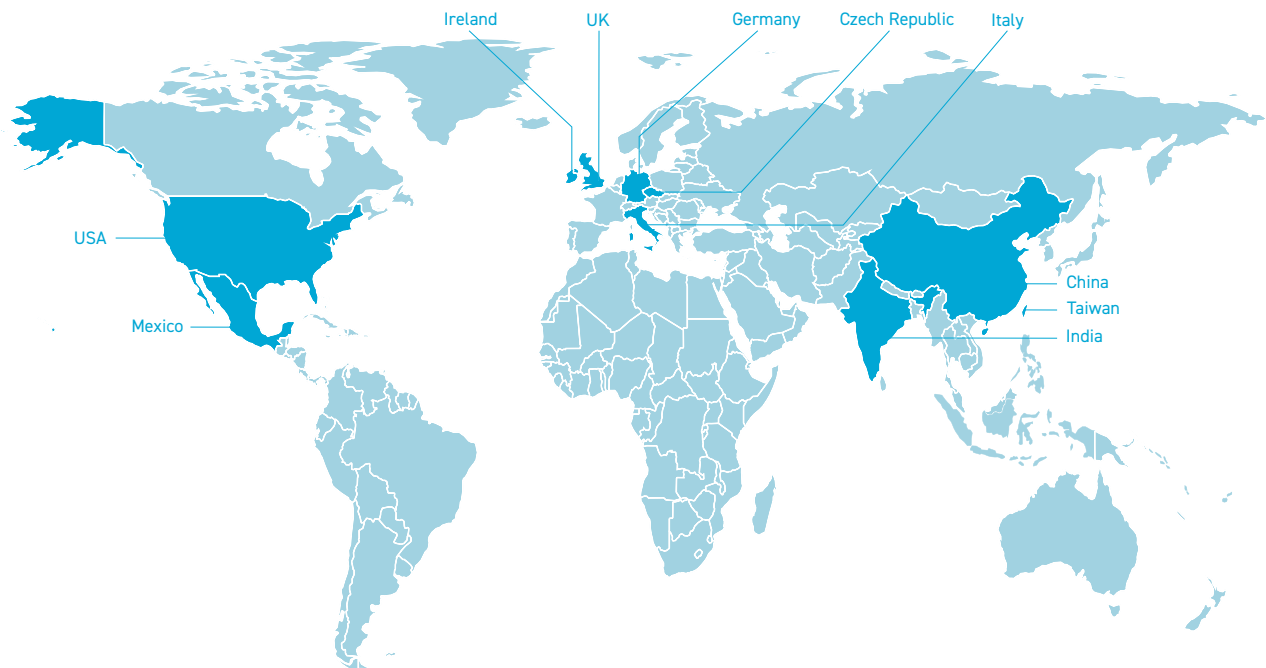 Ireland
UK
Germany
Czech Republic
Italy
USA
Mexico
China
Taiwan
India